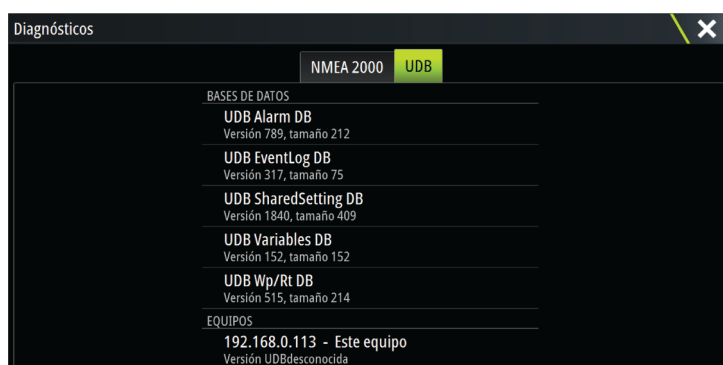 Diagnósticos
NMEA 2000 UDB
BASES DE DATOS
UDB Alarm DB
Versión 789, tamaño 212
UDB EventLog DB
Versión 317, tamaño 75
UDB SharedSetting DB
Versión 1840, tamaño 409
UDB Variables DB
Versión 152, tamaño 152
UDB Wp/Rt DB
Versión 515, tamaño 214
EQUIPOS
192.168.0.113 - Este equipo
Versión UDBdesconocida